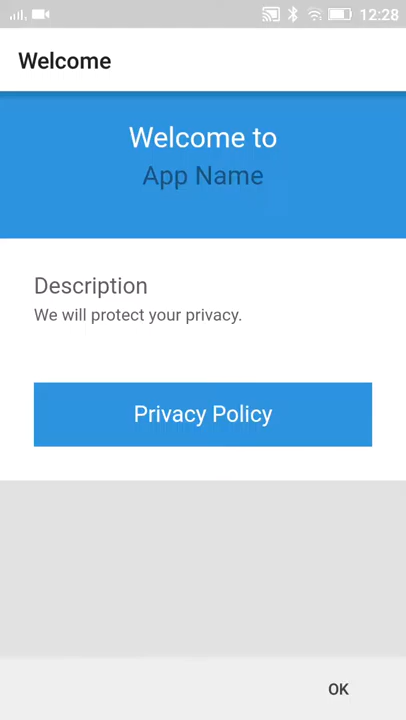 12:28
Welcome
Welcome to
App Name
Description
We will protect your privacy.
Privacy Policy
OK